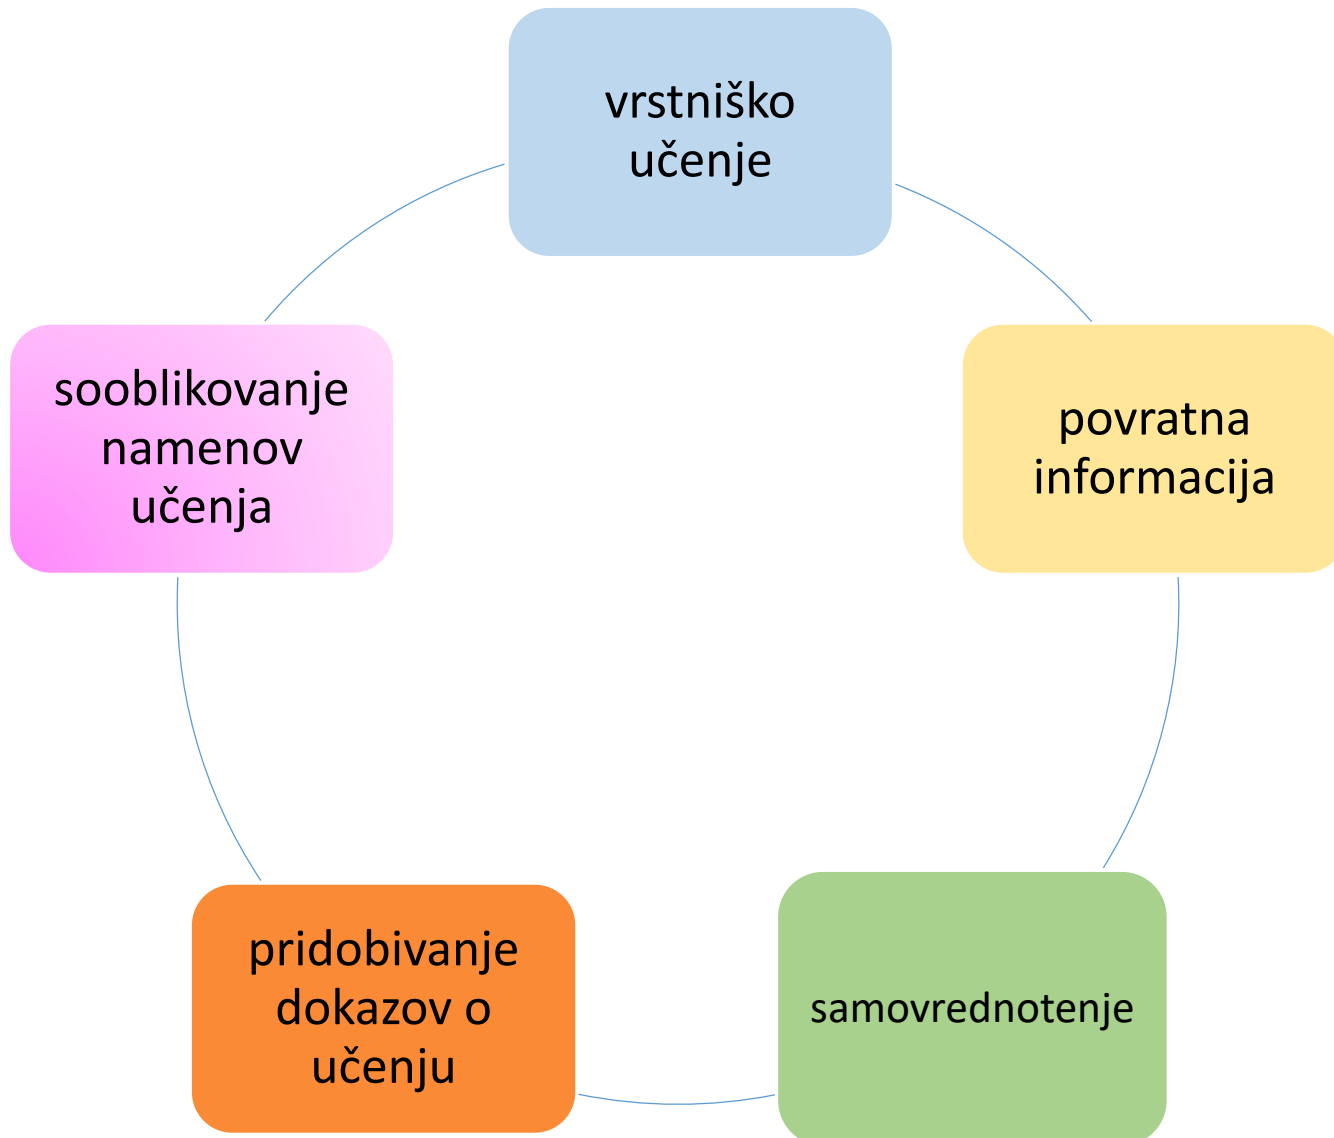 vrstniško
učenje
povratna
informacija
samovrednotenje
pridobivanje
dokazov o
učenju
sooblikovanje
namenov
učenja